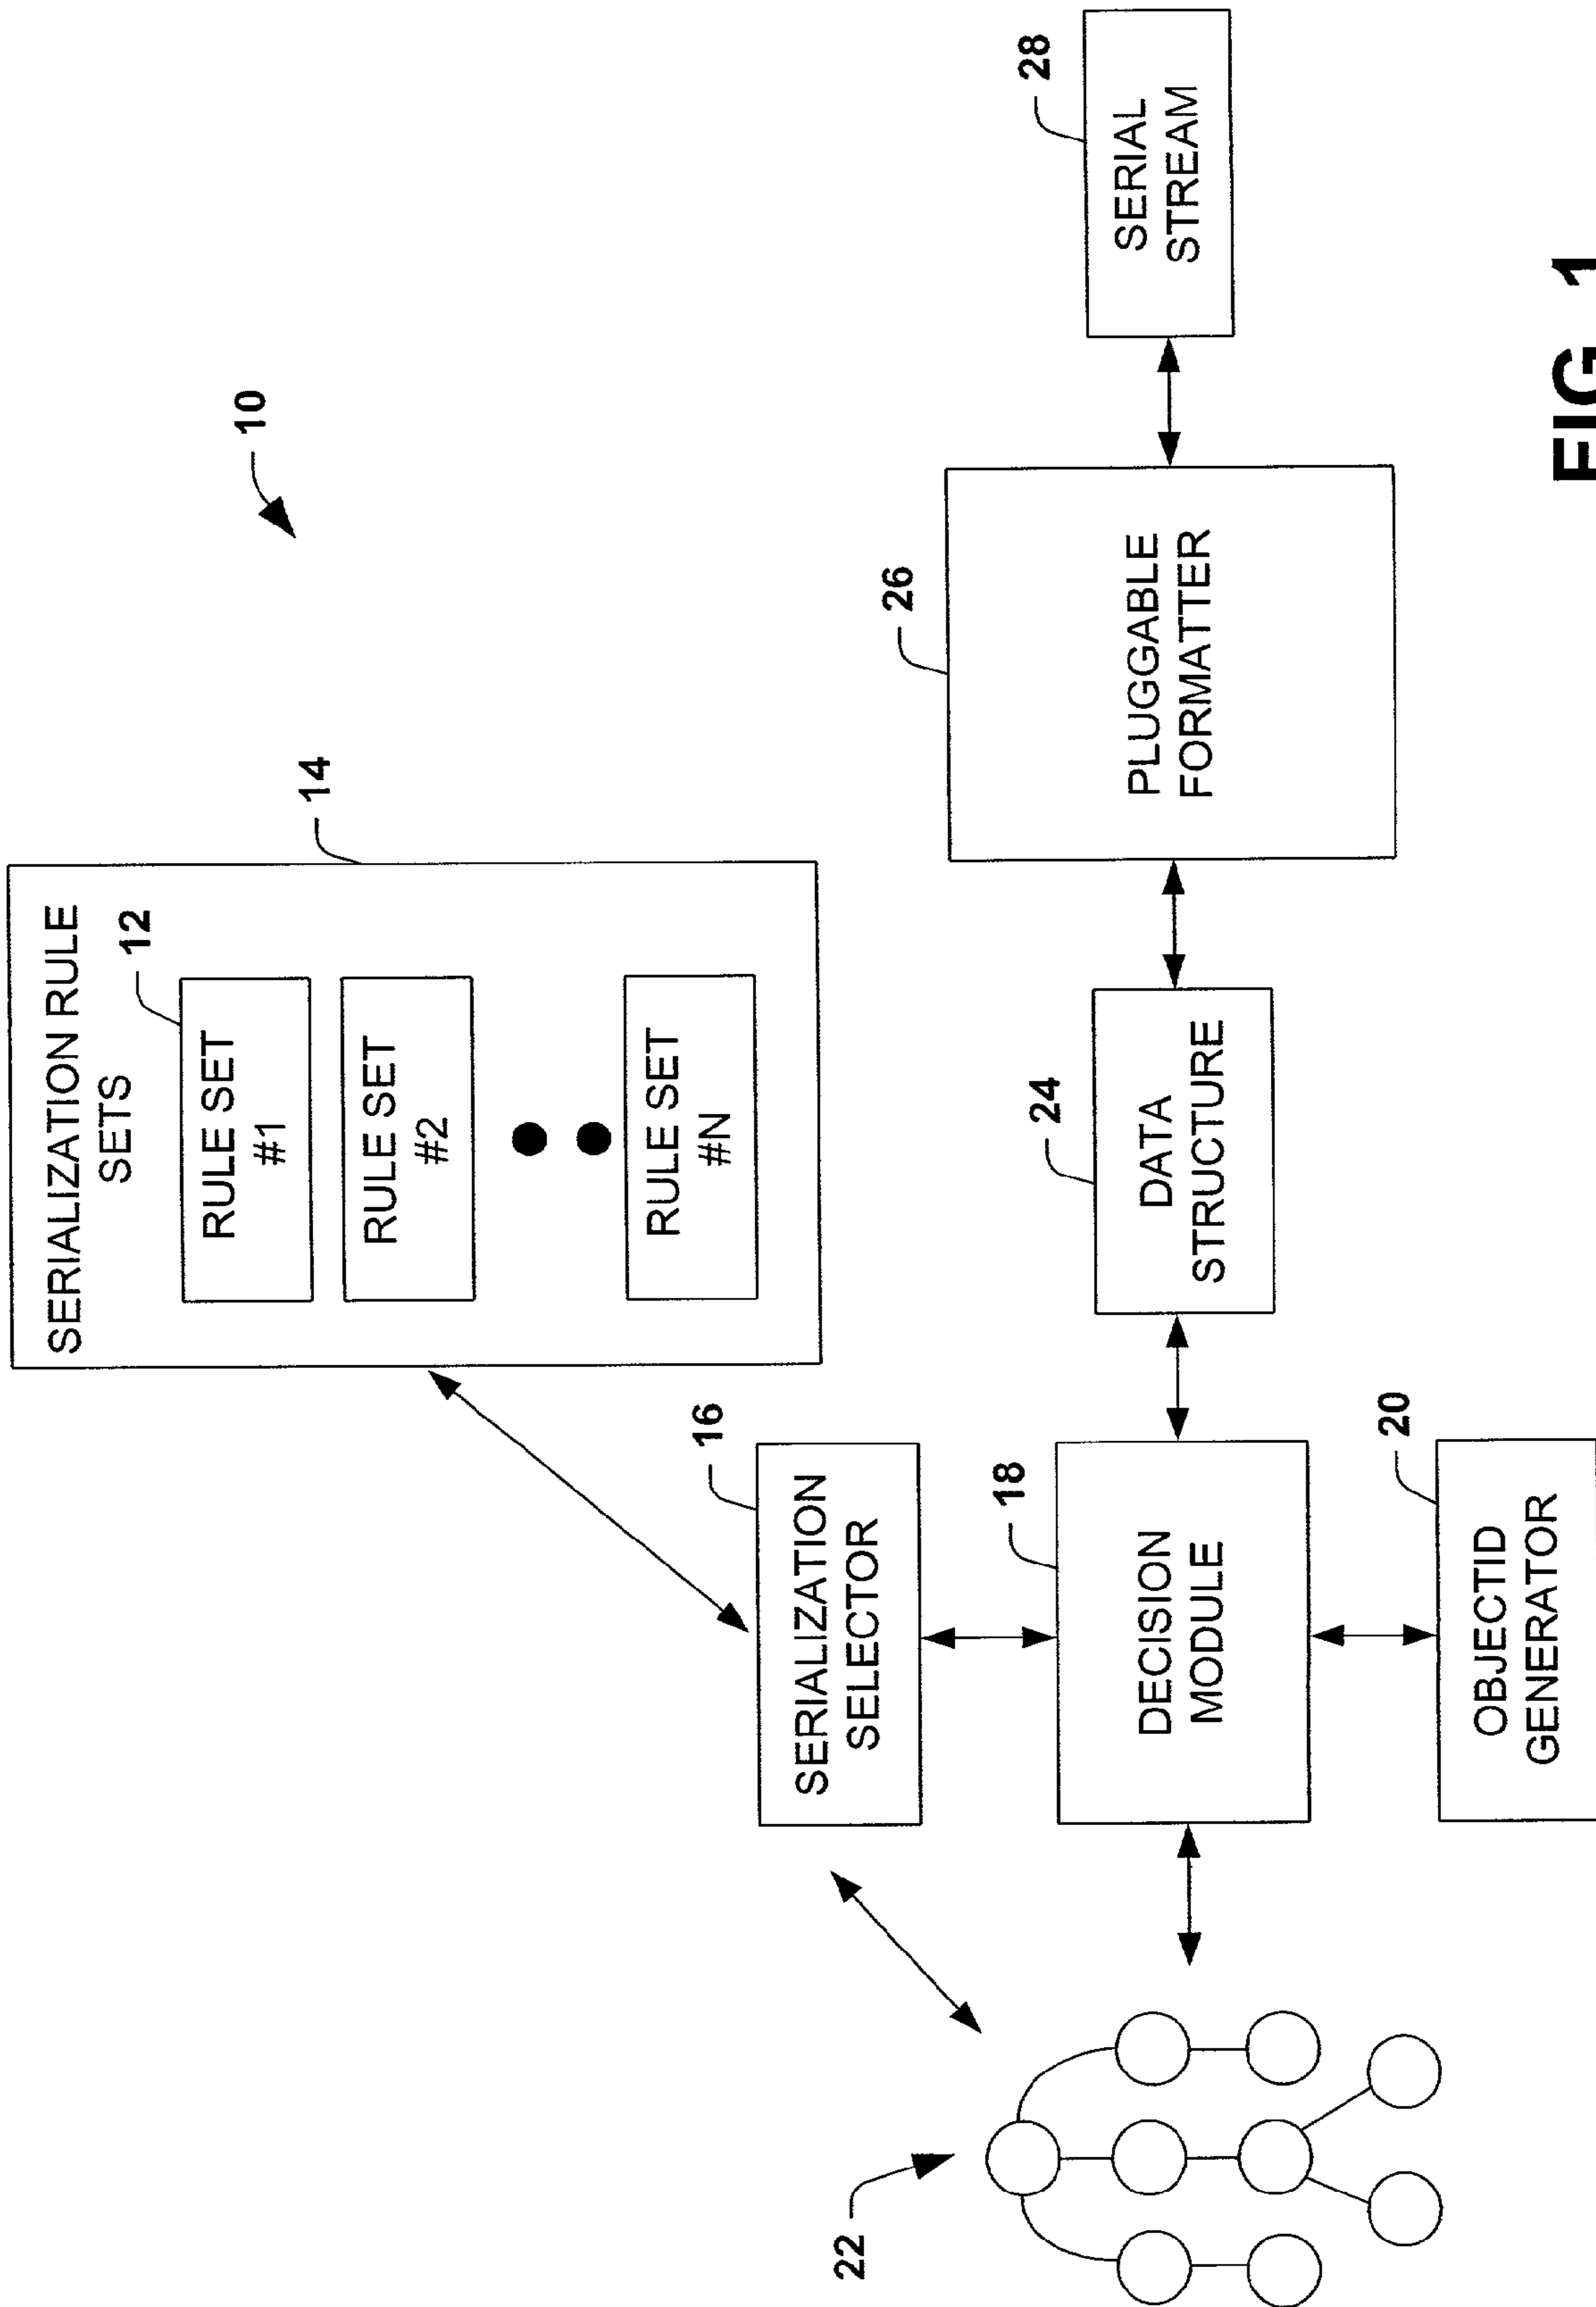 10
SERIALIZATION RULE
SETS
14
12
RULE SET
#1
RULE SET
#2
RULE SET
#N
16
SERIALIZATION
SELECTOR
18
DECISION
MODULE
20
OBJECTID
GENERATOR
22
24
DATA
STRUCTURE
26
PLUGGABLE
FORMATTER
28
SERIAL
STREAM
FIG. 1